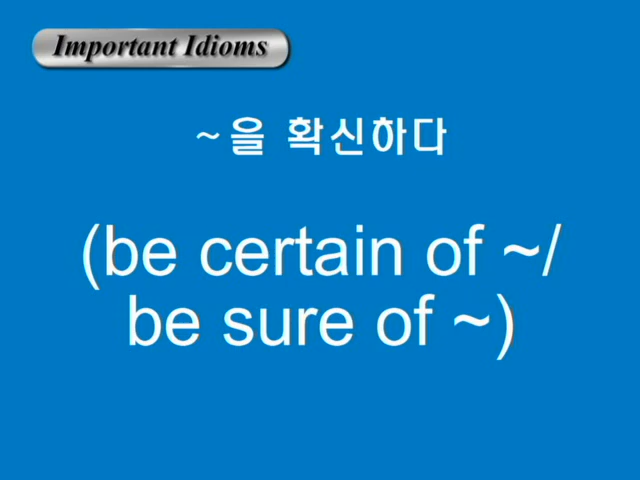 Important Idioms
~을 확신하다
(be certain of ~/
be sure of ~)